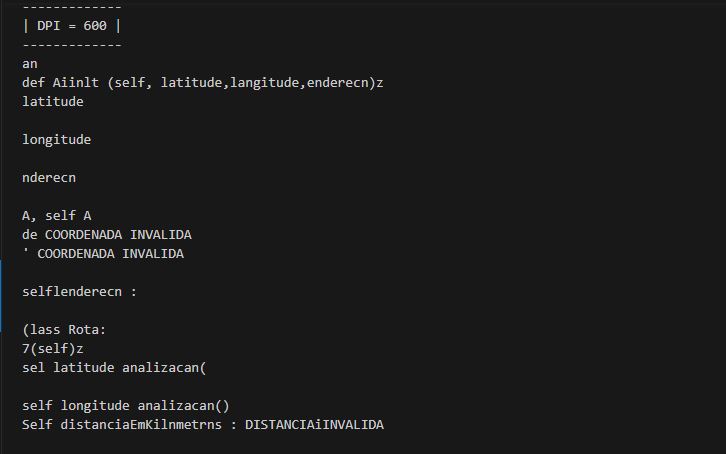 -------------
| DPI = 600 |
-------------
an
def Aiinlt (self, latitude,langitude,enderecn)z
latitude
longitude
nderecn
A, self A
de COORDENADA INVALIDA
' COORDENADA INVALIDA
selflenderecn :
(lass Rota:
7(self)z
sel latitude analizacan(
self longitude analizacan()
Self distanciaEmKilnmetrns : DISTANCIAiINVALIDA